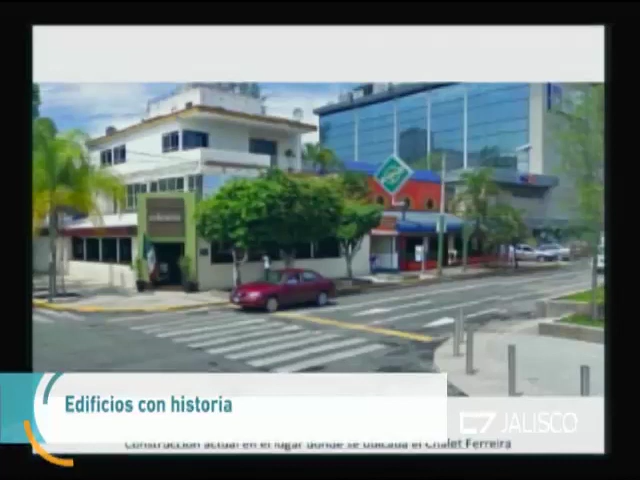 Edificios con historia
C7 JALISCO
Construcción actual en el lugar donde se ubicaba el Chalet Ferreira